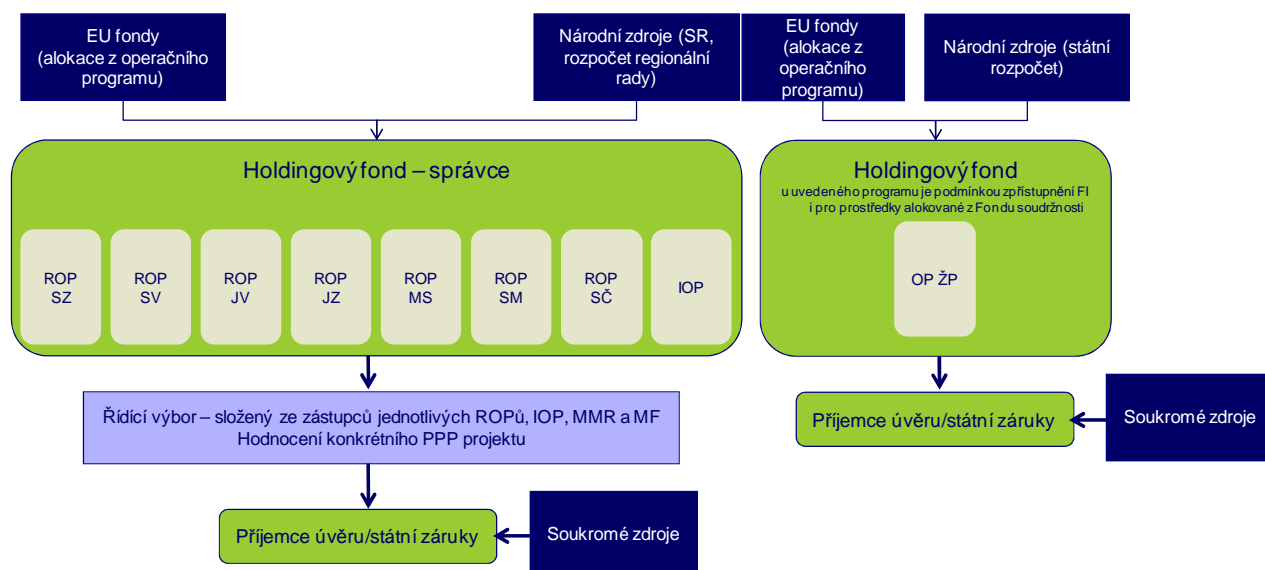 EU fondy
(alokace z operačního
programu)
Národní zdroje (SR,
rozpočet regionální
rady)
EU fondy
(alokace z
operačního
programu)
Národní zdroje (státní
rozpočet)
Holdingový fond – správce
ROP
SZ
ROP
SV
ROP
JV
ROP
JZ
ROP
MS
ROP
SM
ROP
SČ
IOP
Holdingový fond
u uvedeného programu je podmínkou zpřístupnění FI
i pro prostředky alokované z Fondu soudržnosti
OP ŽP
Řídící výbor – složený ze zástupců jednotlivých ROPů, IOP, MMR a MF
Hodnocení konkrétního PPP projektu
Příjemce úvěru/státní záruky
Soukromé zdroje
Příjemce úvěru/státní záruky
Soukromé zdroje